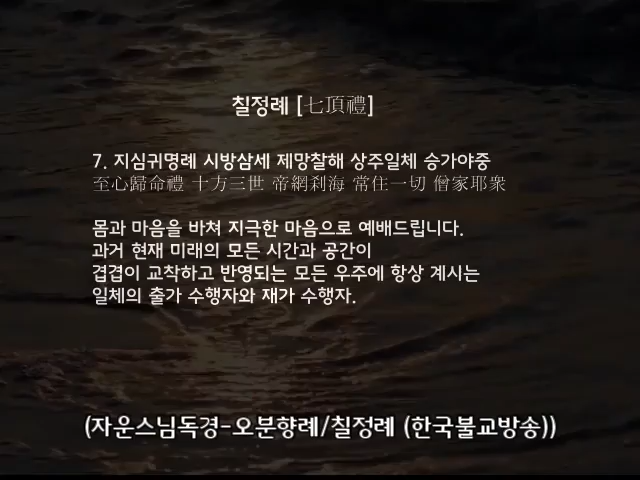 칠정례 [七頂禮]
7. 지심귀명례 시방삼세 제망찰해 상주일체 승가야중
至心歸命禮 十方三世 帝網刹海 常住一切 僧家耶衆
몸과 마음을 바쳐 지극한 마음으로 예배드립니다.
과거 현재 미래의 모든 시간과 공간이
겹겹이 교착하고 반영되는 모든 우주에 항상 계시는
일체의 출가 수행자와 재가 수행자.
(자운스님독경-오분향례/칠정례 (한국불교방송))